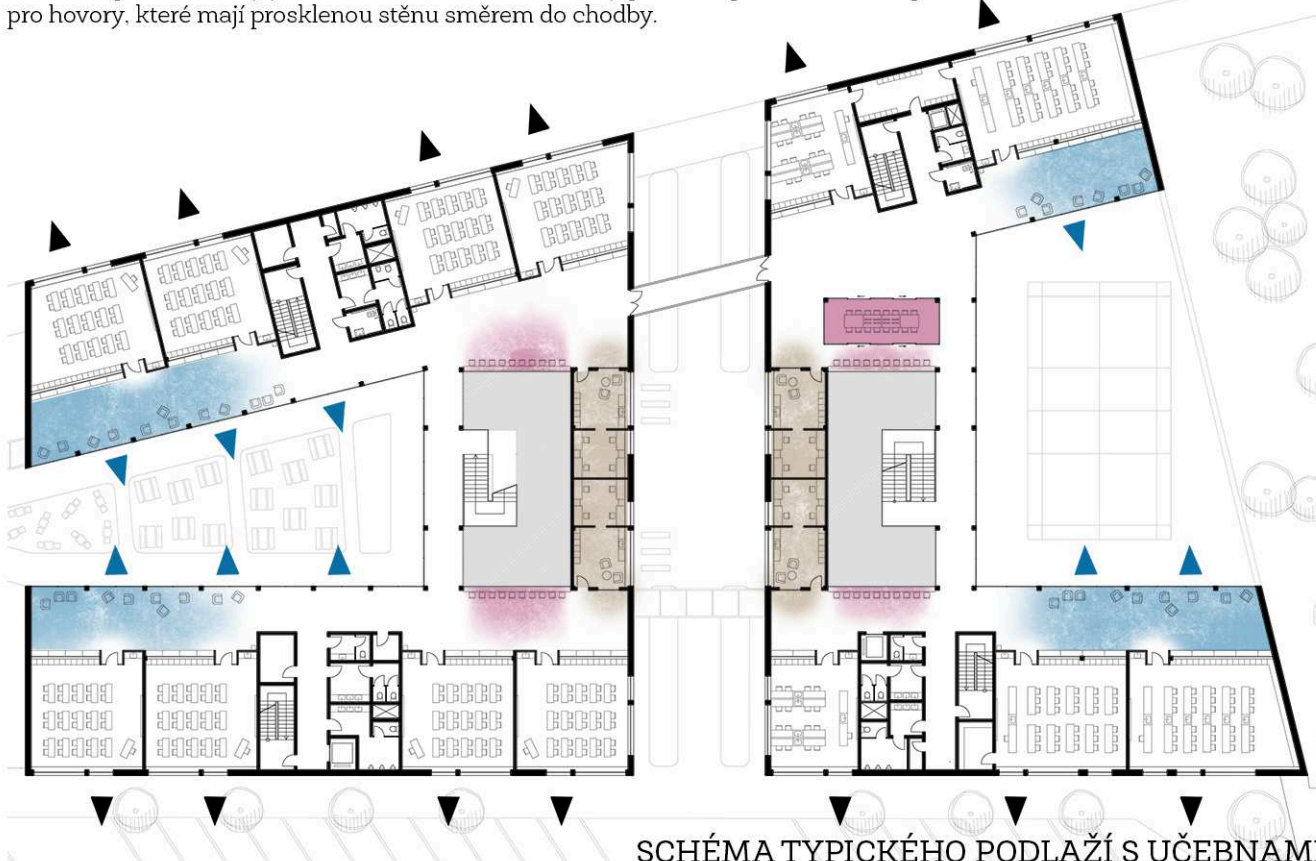 pro hovory, které mají prosklenou stěnu směrem do chodby.
SCHÉMA TYPICKÉHO PODLAŽÍ S UČEBNAM